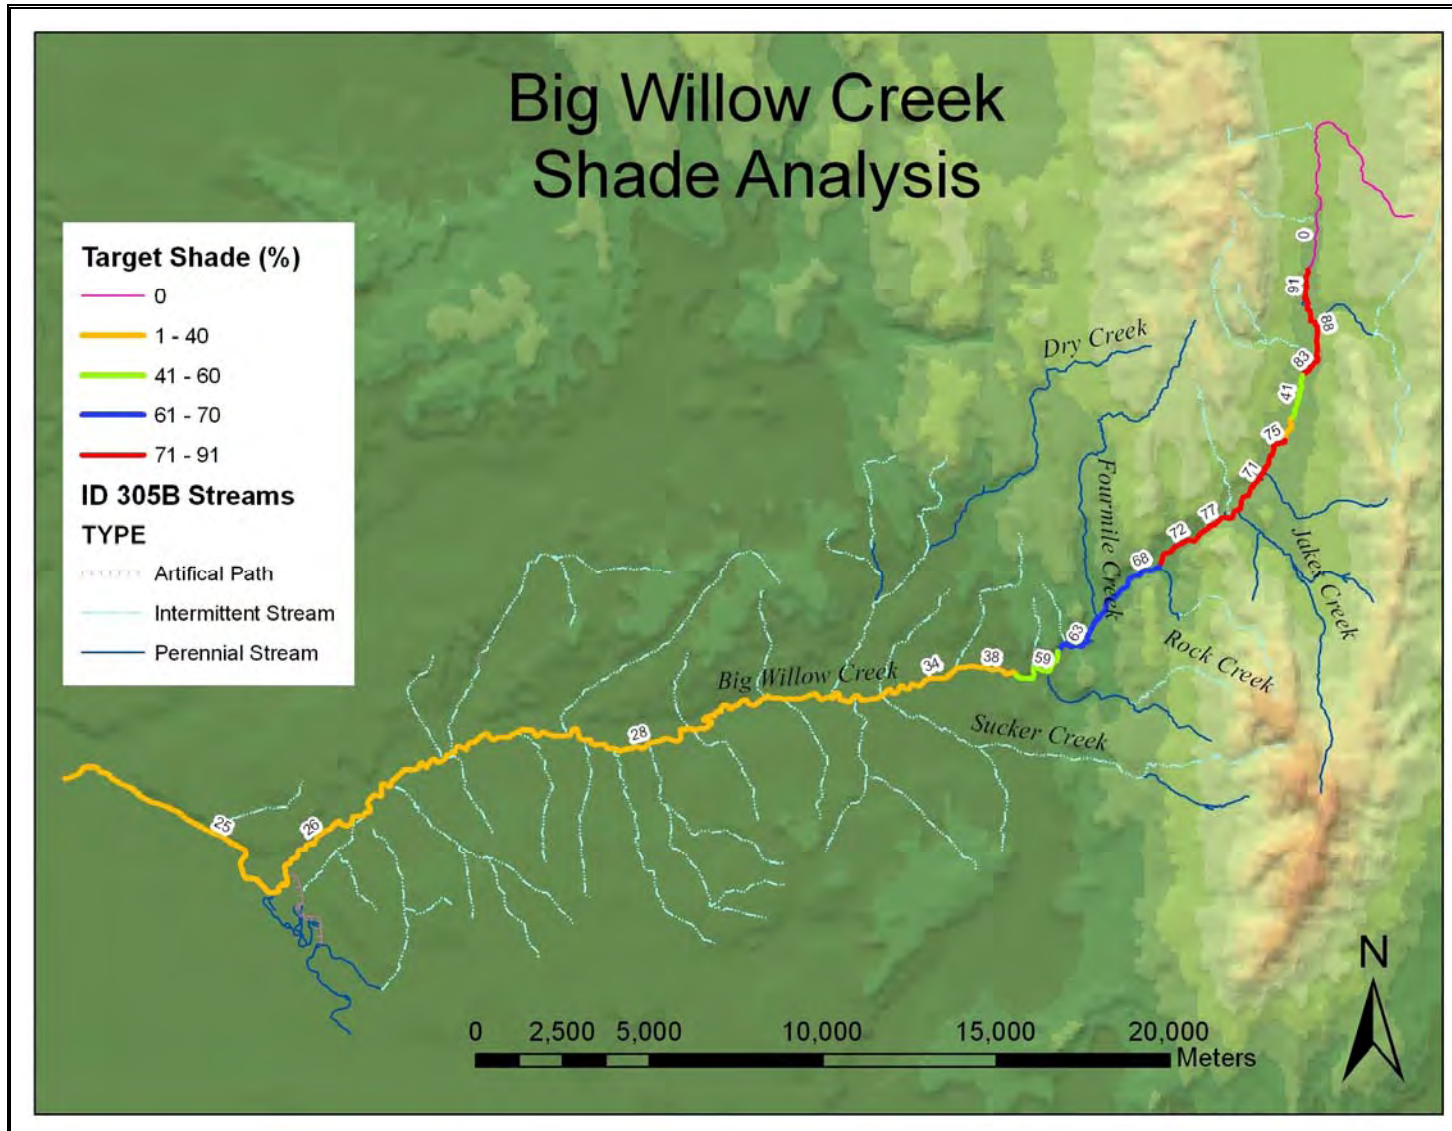 Big Willow Creek
Shade Analysis
Target Shade (%)
0
1 - 40
41 - 60
61 - 70
71 - 91
ID 305B Streams
TYPE
Artifical Path
Intermittent Stream
Perennial Stream
0
91
88
83
41
75
71
77
72
68
63
59
38
34
28
26
25
Dry Creek
Fourmile Creek
Jakes Creek
Rock Creek
Big Willow Creek
Sucker Creek
N
0 2,500 5,000 10,000 15,000 20,000
Meters